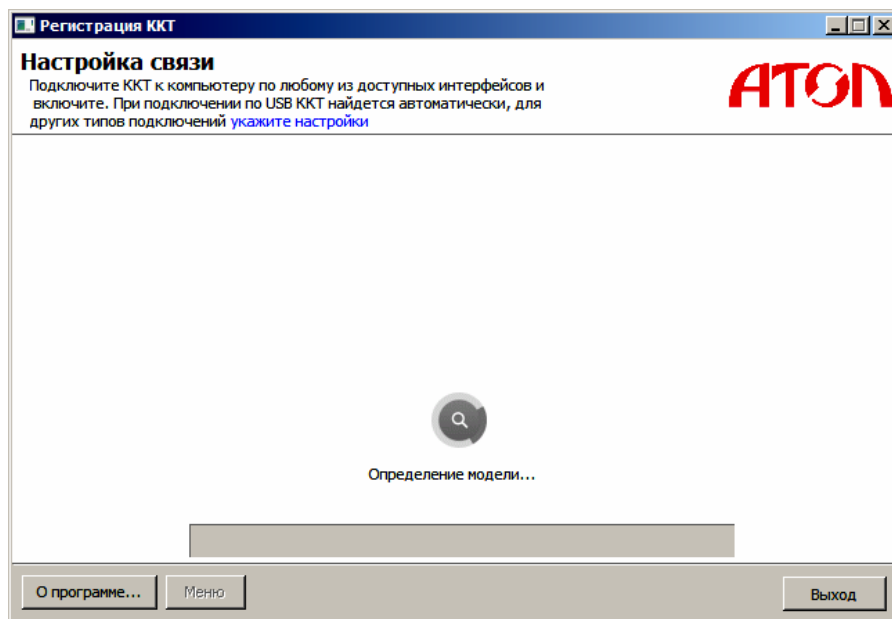 Регистрация ККТ
Настройка связи
Подключите ККТ к компьютеру по любому из доступных интерфейсов и
включите. При подключении по USB ККТ найдется автоматически, для
других типов подключений укажите настройки
АТОЛ
Определение модели...
О программе...
Меню
Выход